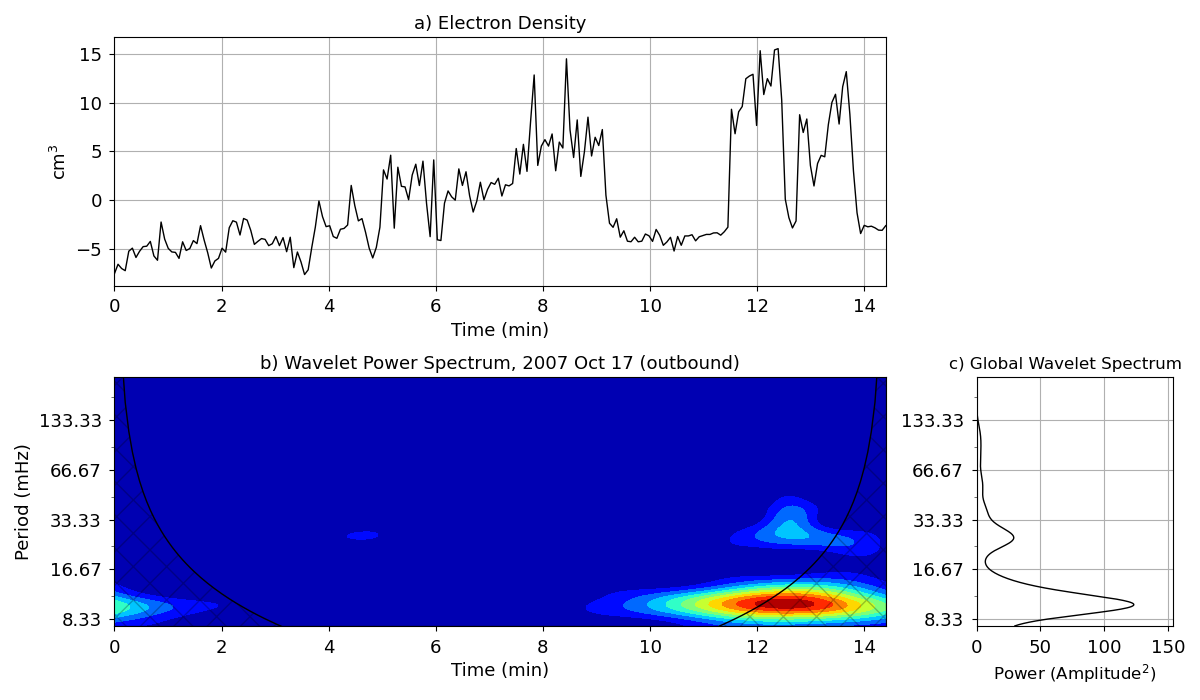 a) Electron Density
15
10
5
0
−5
cm³
0 2 4 6 8 10 12 14
Time (min)
b) Wavelet Power Spectrum, 2007 Oct 17 (outbound)
133.33
66.67
33.33
16.67
8.33
Period (mHz)
0 2 4 6 8 10 12 14
Time (min)
c) Global Wavelet Spectrum
133.33
66.67
33.33
16.67
8.33
0 50 100 150
Power (Amplitude²)